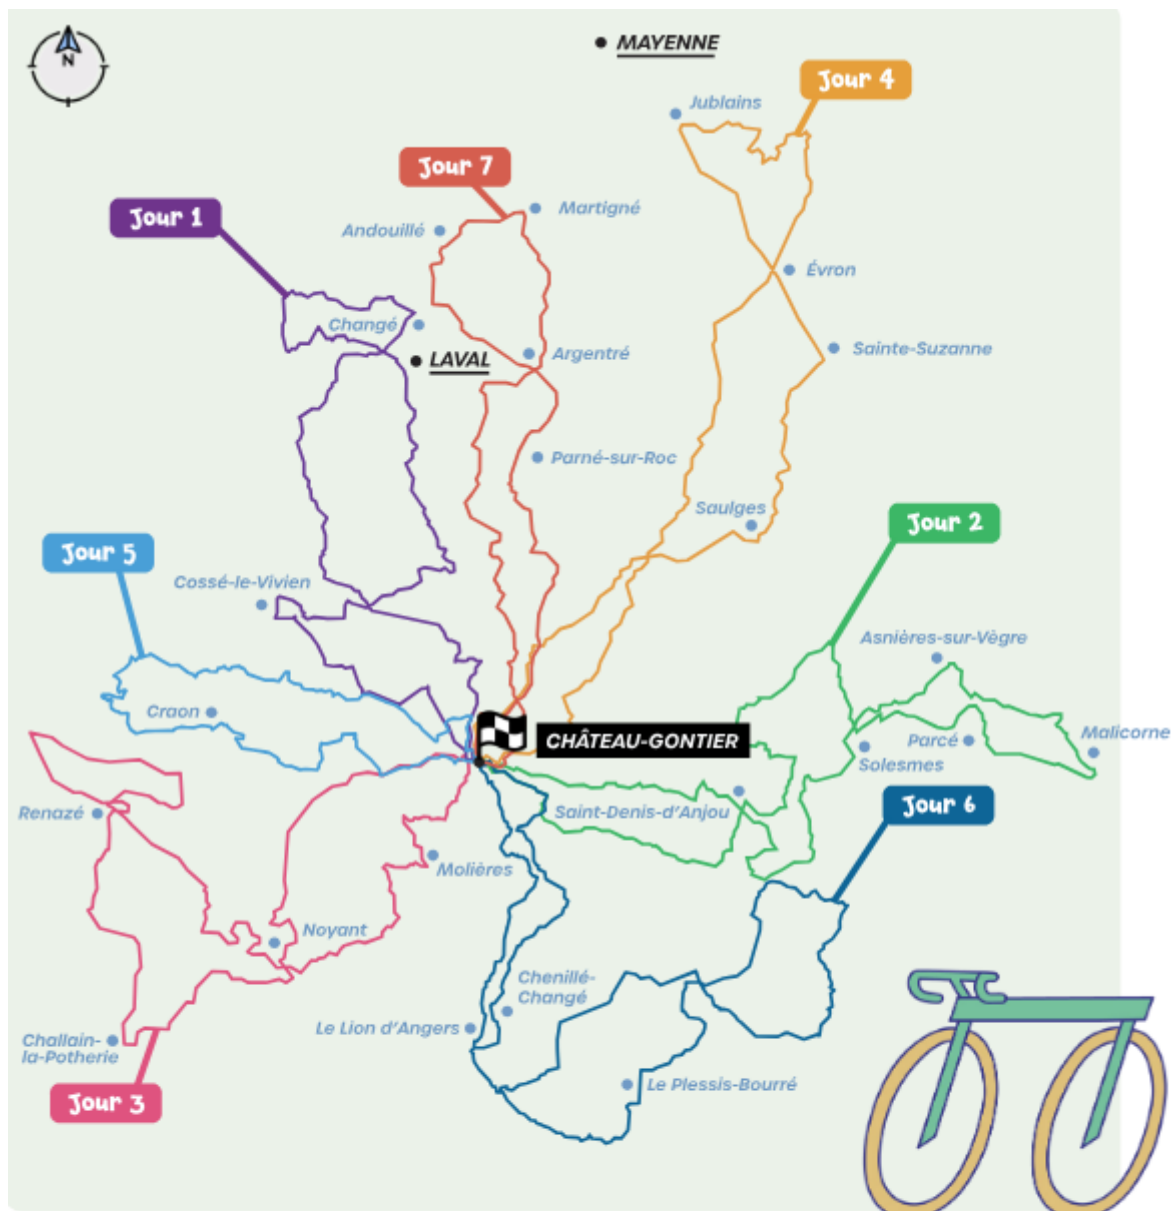 MAYENNE
Jour 4
Jublains
Jour 7
Martigné
Jour 1
Andouillé
Évron
Changé
LAVAL
Argentré
Sainte-Suzanne
Parné-sur-Roc
Saulges
Jour 2
Jour 5
Cossé-le-Vivien
Asnières-sur-Vègre
Craon
CHÂTEAU-GONTIER
Parcé
Malicorne
Solesmes
Renazé
Saint-Denis-d'Anjou
Jour 6
Molières
Noyant
Chenillé-
Changé
Le Lion d'Angers
Challain-
la-Potherie
Le Plessis-Bourré
Jour 3
N